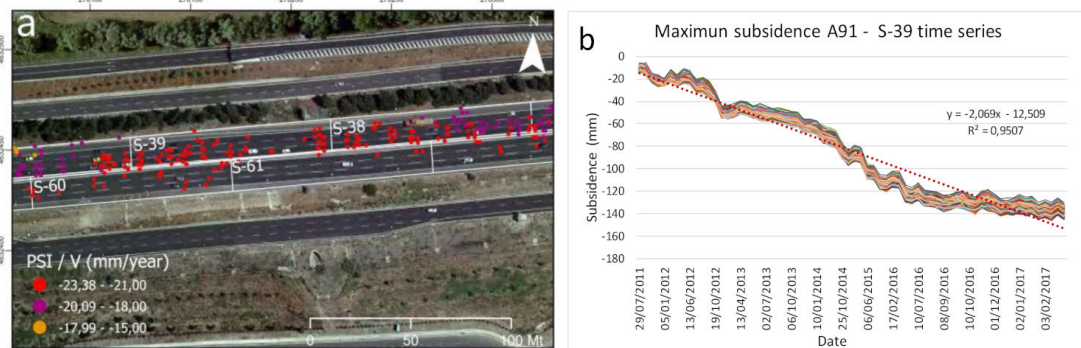 a
N
S-38
S-39
S-61
S-60
PSI / V (mm/year)
-23,38 - -21,00
-20,09 - -18,00
-17,99 - -15,00
0 50 100 Mt
b
Maximun subsidence A91 - S-39 time series
y = -2,069x - 12,509
R² = 0,9507
Subsidence (mm)
0
-20
-40
-60
-80
-100
-120
-140
-160
-180
29/07/2011
05/01/2012
13/06/2012
19/10/2012
13/04/2013
02/07/2013
06/10/2013
10/01/2014
25/10/2014
06/06/2015
17/02/2016
10/07/2016
08/09/2016
01/11/2016
01/12/2016
02/01/2017
03/02/2017
Date